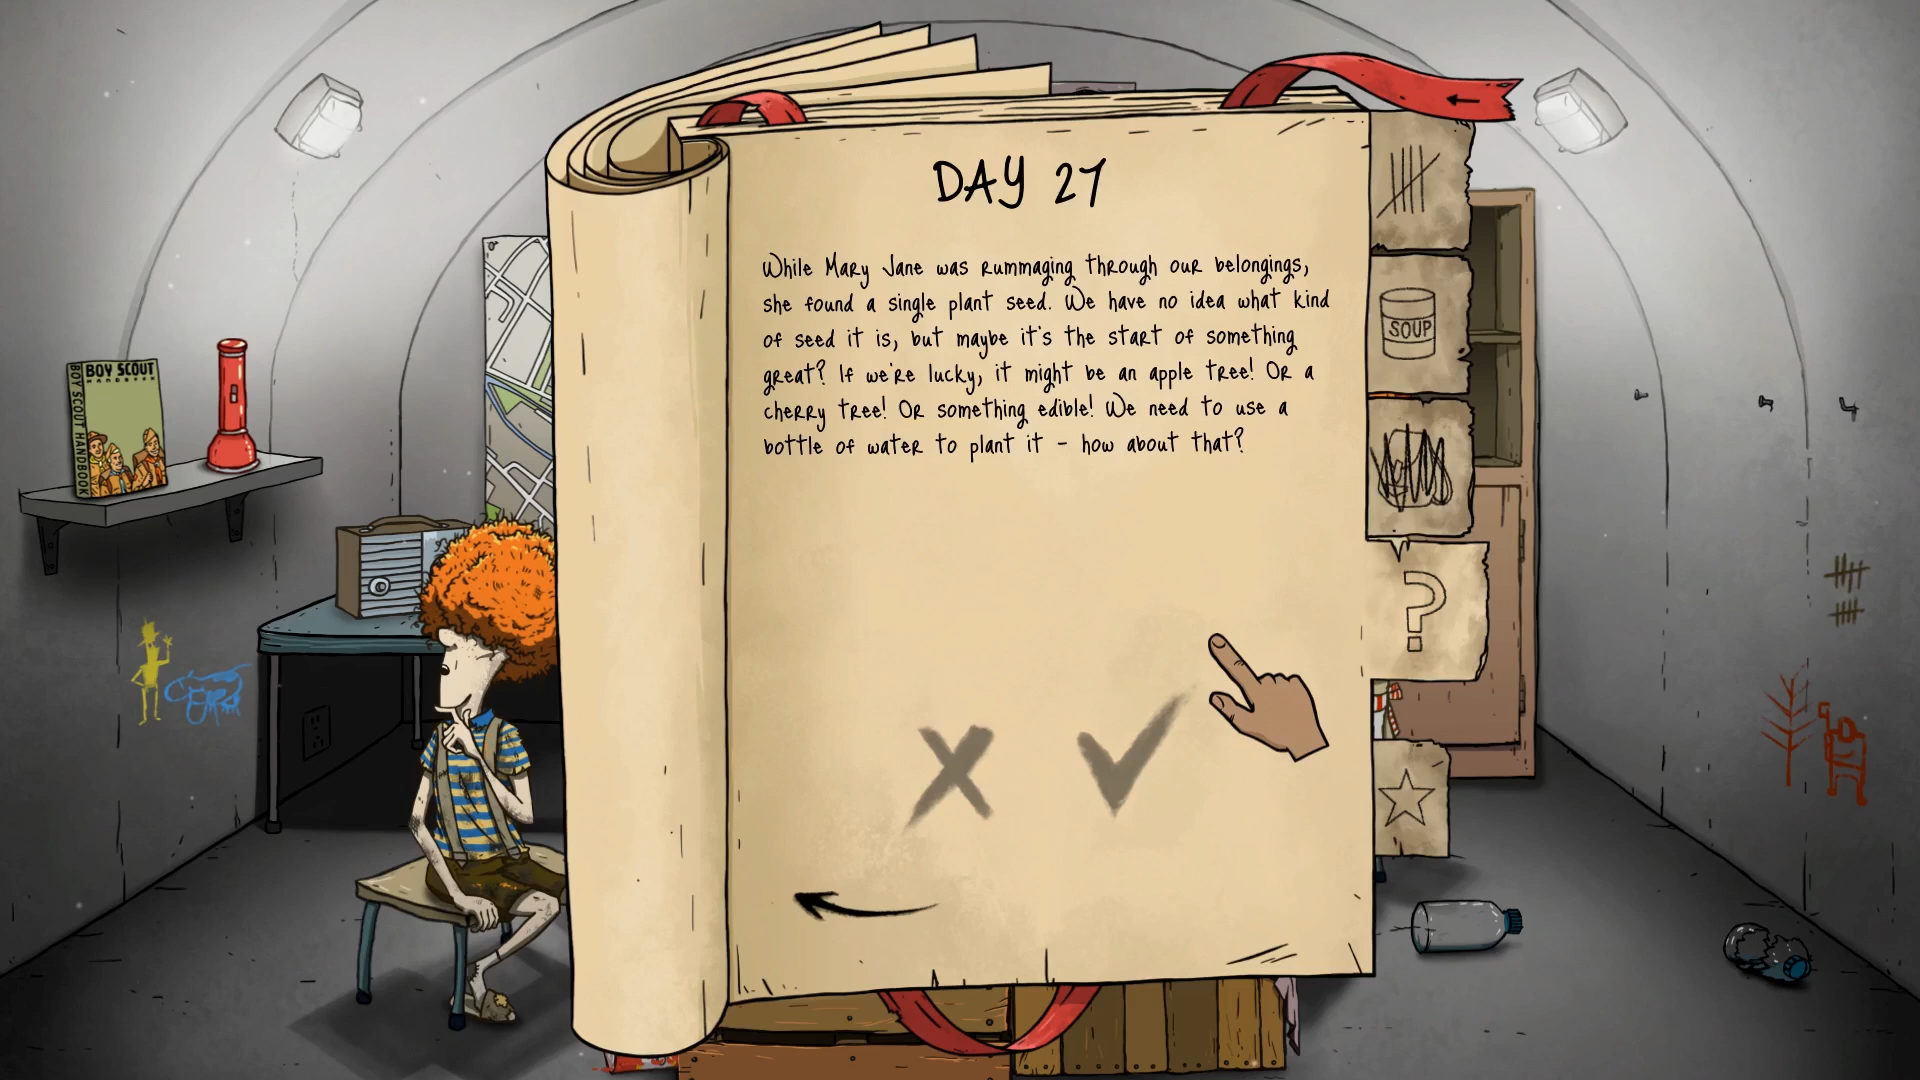 DAY 27
While Mary Jane was rummaging through our belongings,
she found a single plant seed. We have no idea what kind
of seed it is, but maybe it's the start of something
great? If we're lucky, it might be an apple tree! Or a
cherry tree! Or something edible! We need to use a
bottle of water to plant it - how about that?
SOUP
BOY SCOUT
HANDBOOK
BOY SCOUT HANDBOOK